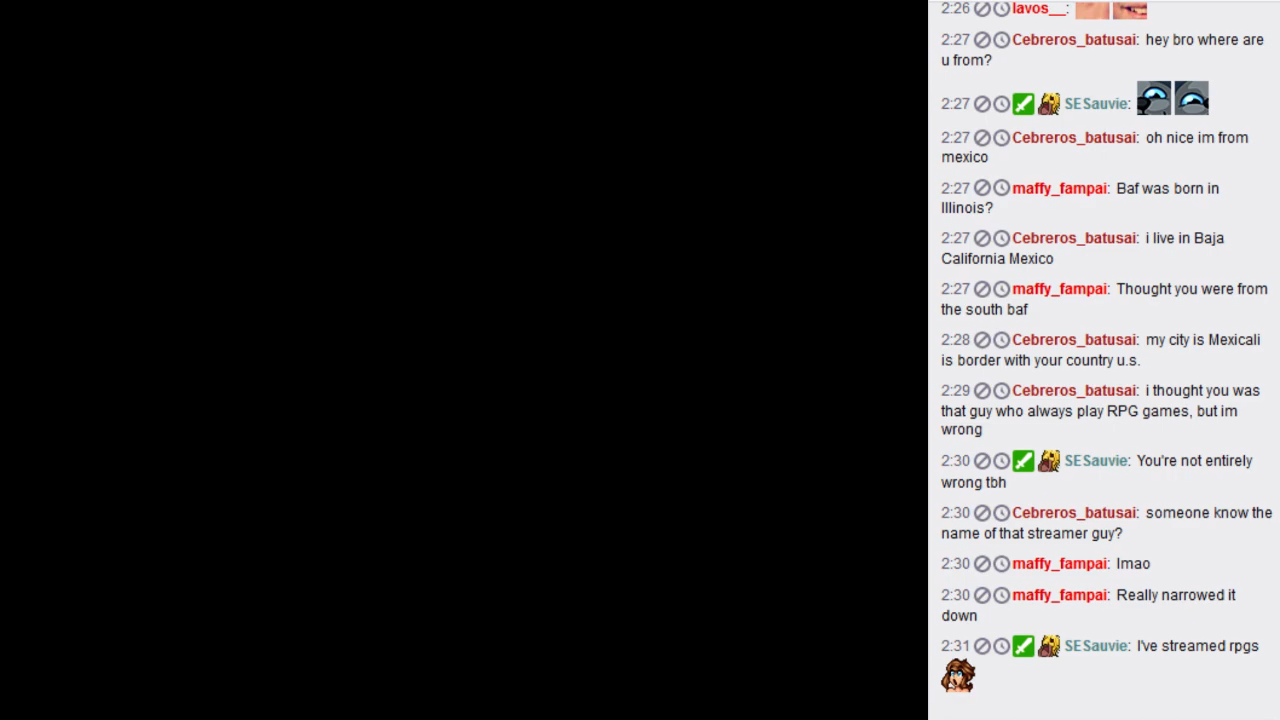 2:26 lavos__:
2:27 Cebreros_batusai: hey bro where are
u from?
2:27 SESauvie:
2:27 Cebreros_batusai: oh nice im from
mexico
2:27 maffy_fampai: Baf was born in
Illinois?
2:27 Cebreros_batusai: i live in Baja
California Mexico
2:27 maffy_fampai: Thought you were from
the south baf
2:28 Cebreros_batusai: my city is Mexicali
is border with your country u.s.
2:29 Cebreros_batusai: i thought you was
that guy who always play RPG games, but im
wrong
2:30 SESauvie: You're not entirely
wrong tbh
2:30 Cebreros_batusai: someone know the
name of that streamer guy?
2:30 maffy_fampai: lmao
2:30 maffy_fampai: Really narrowed it
down
2:31 SESauvie: I've streamed rpgs